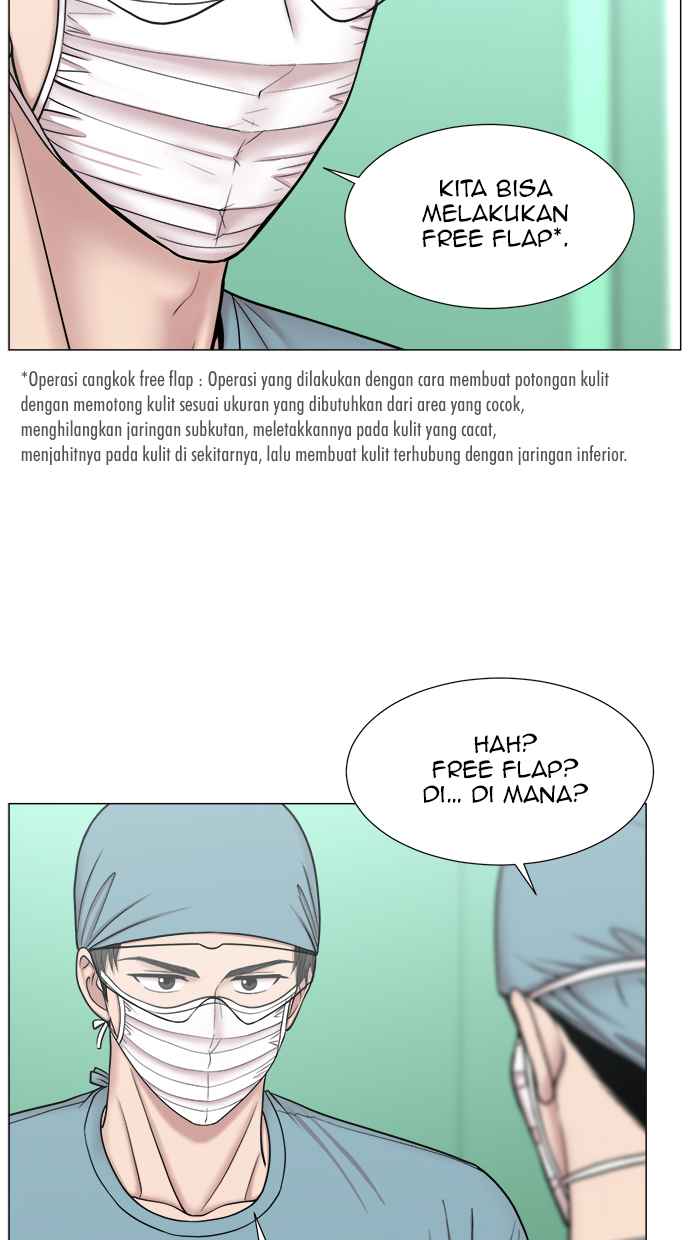 KITA BISA
MELAKUKAN
FREE FLAP*.
*Operasi cangkok free flap : Operasi yang dilakukan dengan cara membuat potongan kulit
dengan memotong kulit sesuai ukuran yang dibutuhkan dari area yang cocok,
menghilangkan jaringan subkutan, meletakkannya pada kulit yang cacat,
menjahitnya pada kulit di sekitarnya, lalu membuat kulit terhubung dengan jaringan inferior.
HAH?
FREE FLAP?
DI... DI MANA?